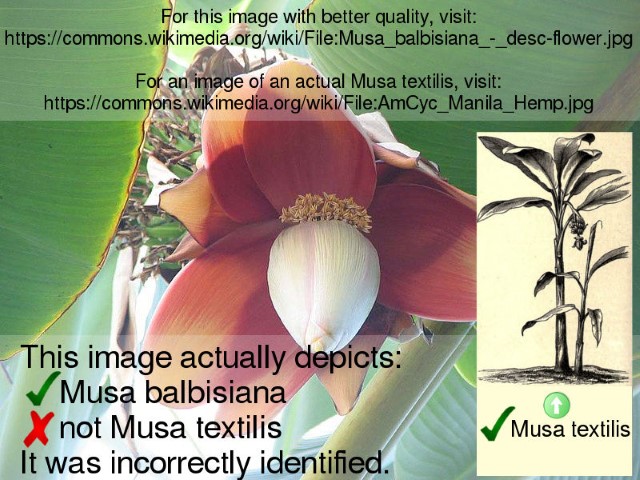 For this image with better quality, visit:
https://commons.wikimedia.org/wiki/File:Musa_balbisiana_-_desc-flower.jpg
For an image of an actual Musa textilis, visit:
https://commons.wikimedia.org/wiki/File:AmCyc_Manila_Hemp.jpg
This image actually depicts:
Musa balbisiana
not Musa textilis
It was incorrectly identified.
Musa textilis